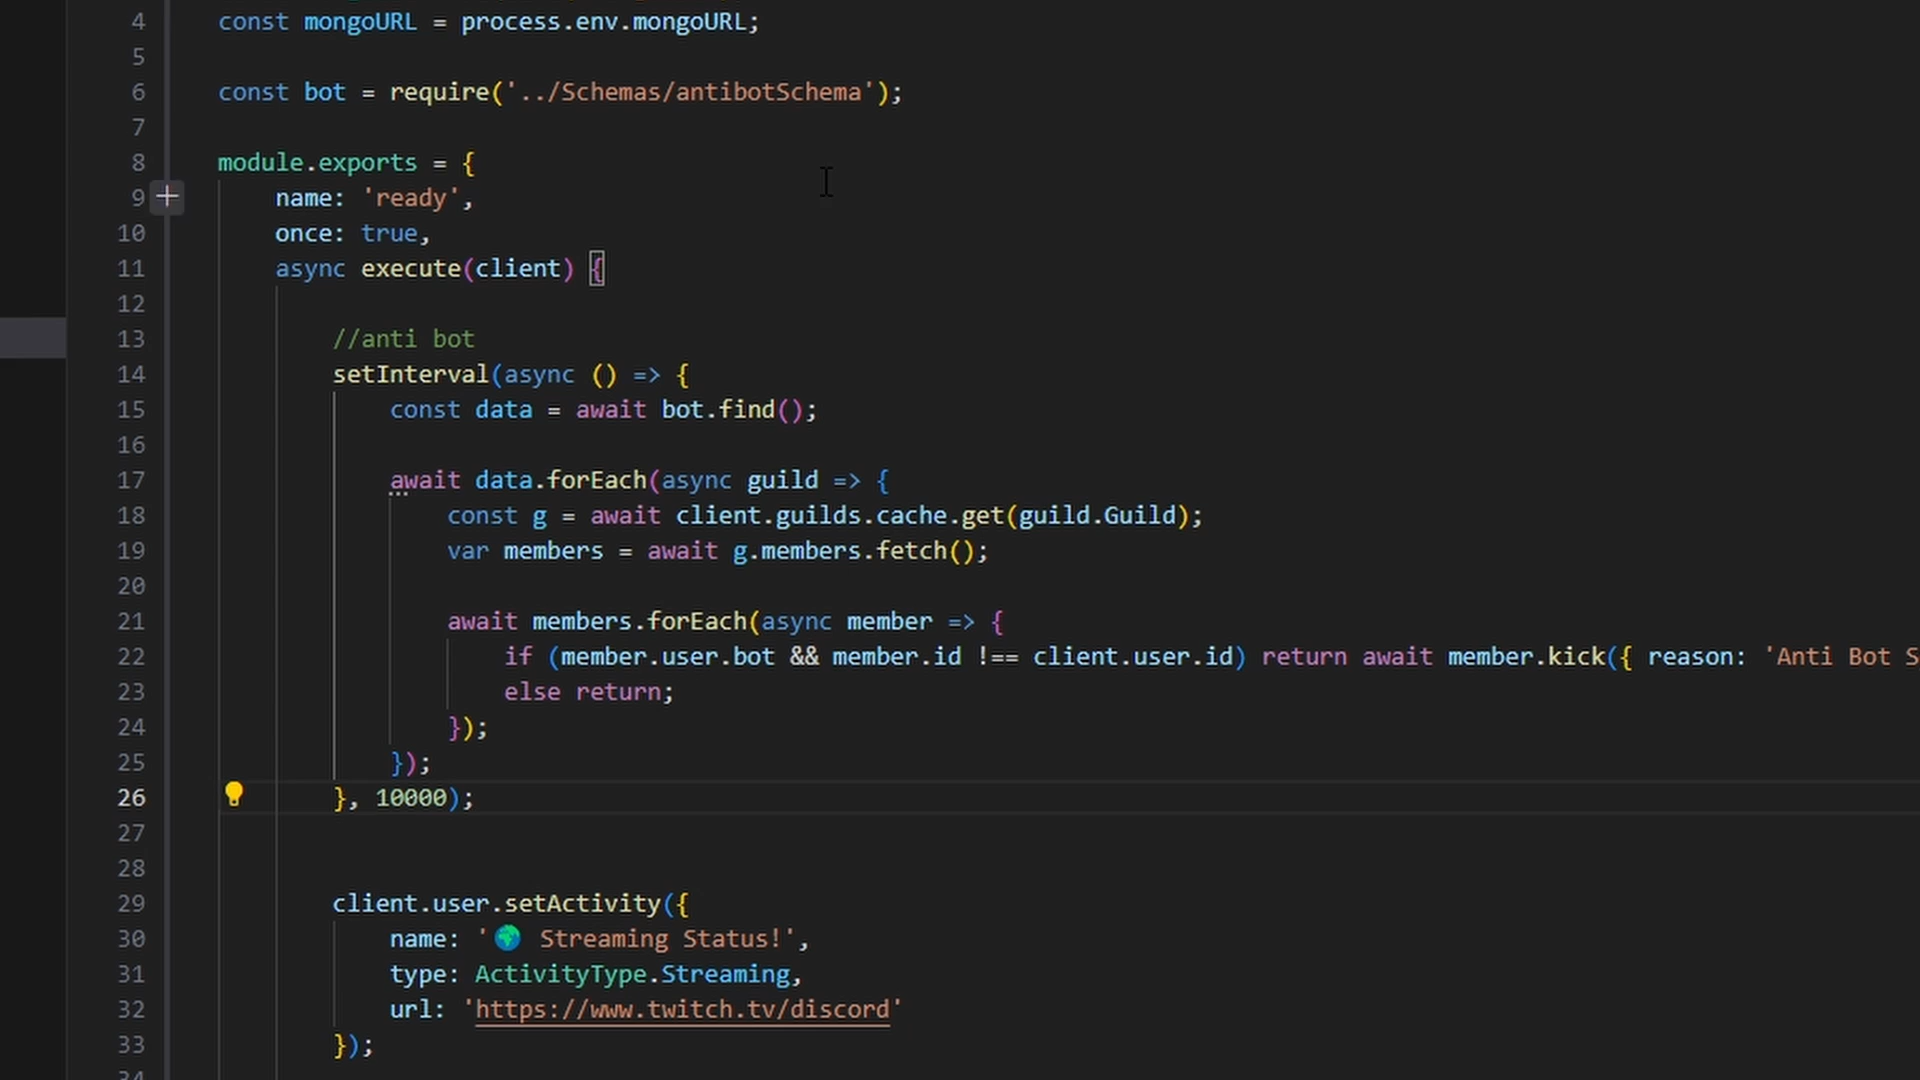 4 const mongoURL = process.env.mongoURL;
5
6 const bot = require('../Schemas/antibotSchema');
7
8 module.exports = {
9 name: 'ready',
10 once: true,
11 async execute(client) {
12
13 //anti bot
14 setInterval(async () => {
15 const data = await bot.find();
16
17 await data.forEach(async guild => {
18 const g = await client.guilds.cache.get(guild.Guild);
19 var members = await g.members.fetch();
20
21 await members.forEach(async member => {
22 if (member.user.bot && member.id !== client.user.id) return await member.kick({ reason: 'Anti Bot S
23 else return;
24 });
25 });
26 }, 10000);
27
28
29 client.user.setActivity({
30 name: '🌍 Streaming Status!',
31 type: ActivityType.Streaming,
32 url: 'https://www.twitch.tv/discord'
33 });
34